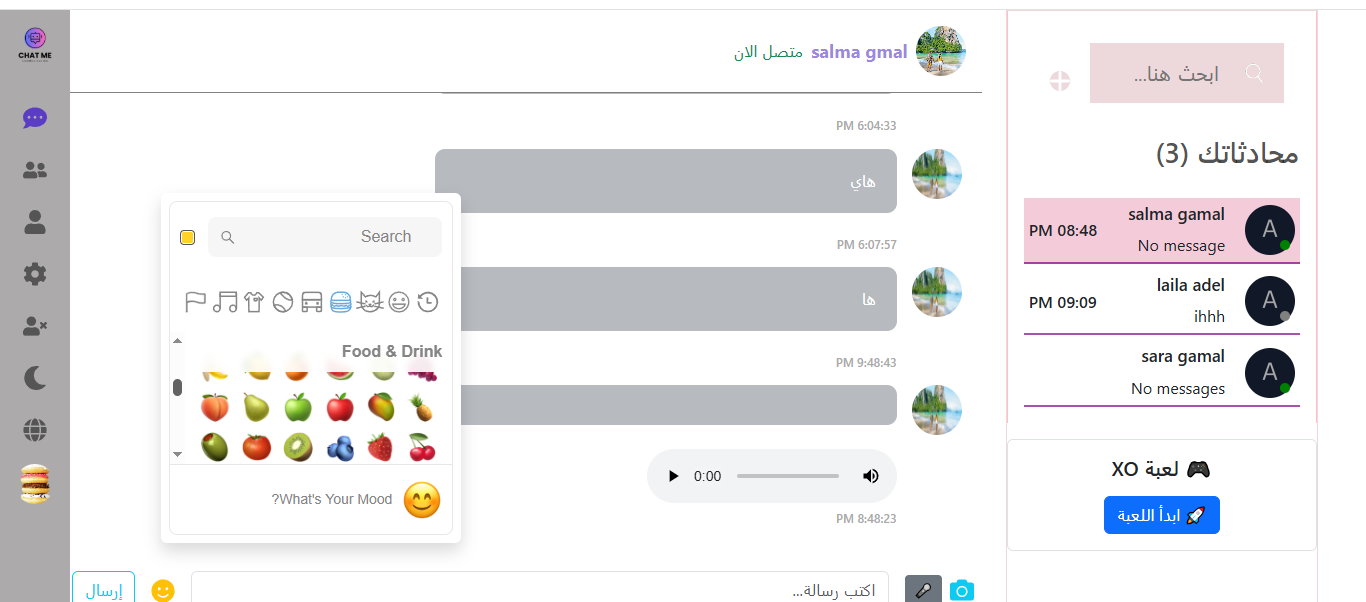 CHAT ME
متصل الان salma gmal
ابحث هنا...
محادثاتك (3)
salma gamal
PM 08:48
No message
laila adel
PM 09:09
ihhh
sara gamal
No messages
🎮 لعبة XO
🚀 ابدأ اللعبة
PM 6:04:33
هاي
PM 6:07:57
ها
PM 9:48:43
0:00
PM 8:48:23
Search
Food & Drink
?What's Your Mood
اكتب رسالة...
إرسال
A
A
A